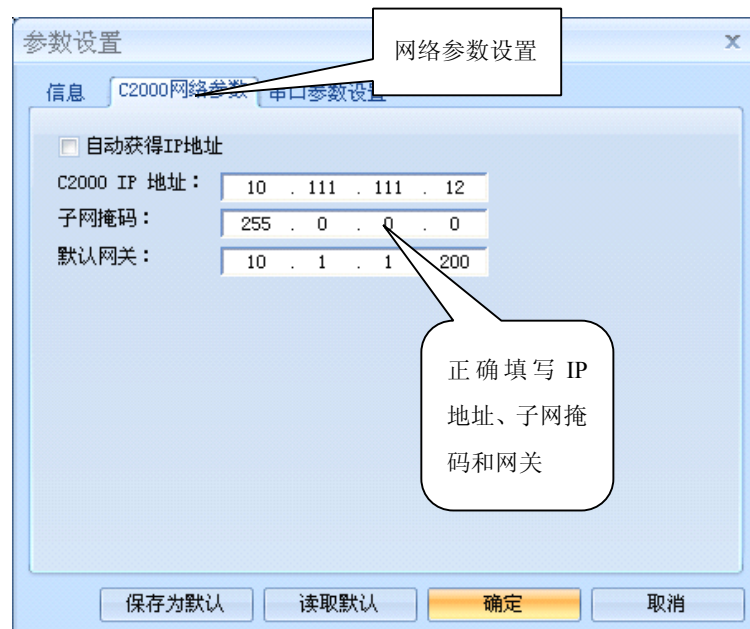 参数设置
网络参数设置
信息
C2000网络参数
串口参数设置
自动获得IP地址
C2000 IP 地址：
10 . 111 . 111 . 12
子网掩码：
255 . 0 . 0 . 0
默认网关：
10 . 1 . 1 . 200
正确填写 IP
地址、子网掩
码和网关
保存为默认
读取默认
确定
取消